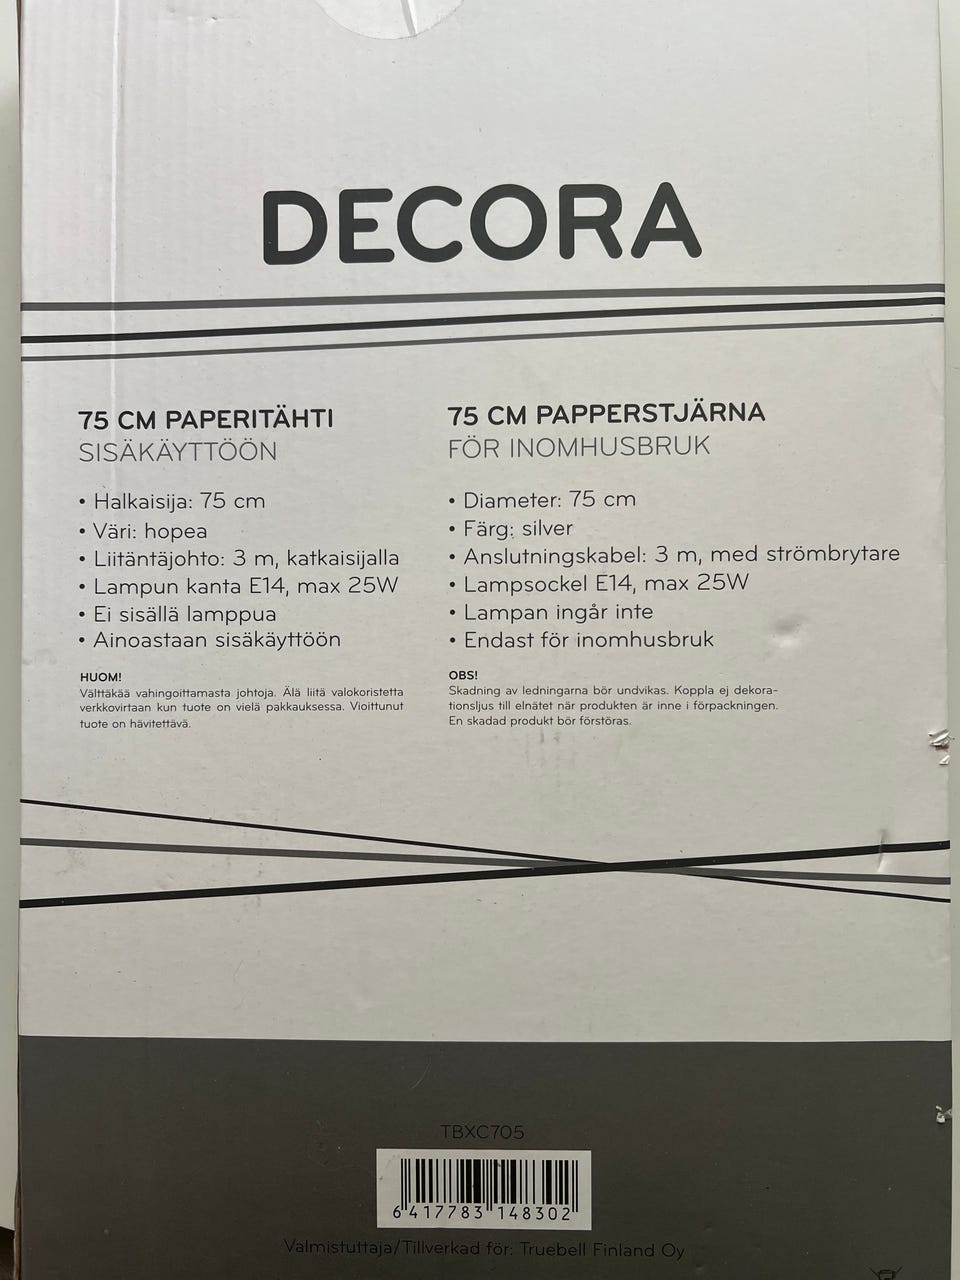 DECORA
75 CM PAPERITÄHTI
SISÄKÄYTTÖÖN
• Halkaisija: 75 cm
• Väri: hopea
• Liitäntäjohto: 3 m, katkaisijalla
• Lampun kanta E14, max 25W
• Ei sisällä lamppua
• Ainoastaan sisäkäyttöön
HUOM!
Välttäkää vahingoittamasta johtoja. Älä liitä valokoristetta
verkkovirtaan kun tuote on vielä pakkauksessa. Vioittunut
tuote on hävitettävä.
75 CM PAPPERSTJÄRNA
FÖR INOMHUSBRUK
• Diameter: 75 cm
• Färg: silver
• Anslutningskabel: 3 m, med strömbrytare
• Lampsockel E14, max 25W
• Lampan ingår inte
• Endast för inomhusbruk
OBS!
Skadning av ledningarna bör undvikas. Koppla ej dekora-
tionsljus till elnätet när produkten är inne i förpackningen.
En skadad produkt bör förstöras.
TBXC705
6 417783 148302
Valmistuttaja/Tillverkad för: Truebell Finland Oy